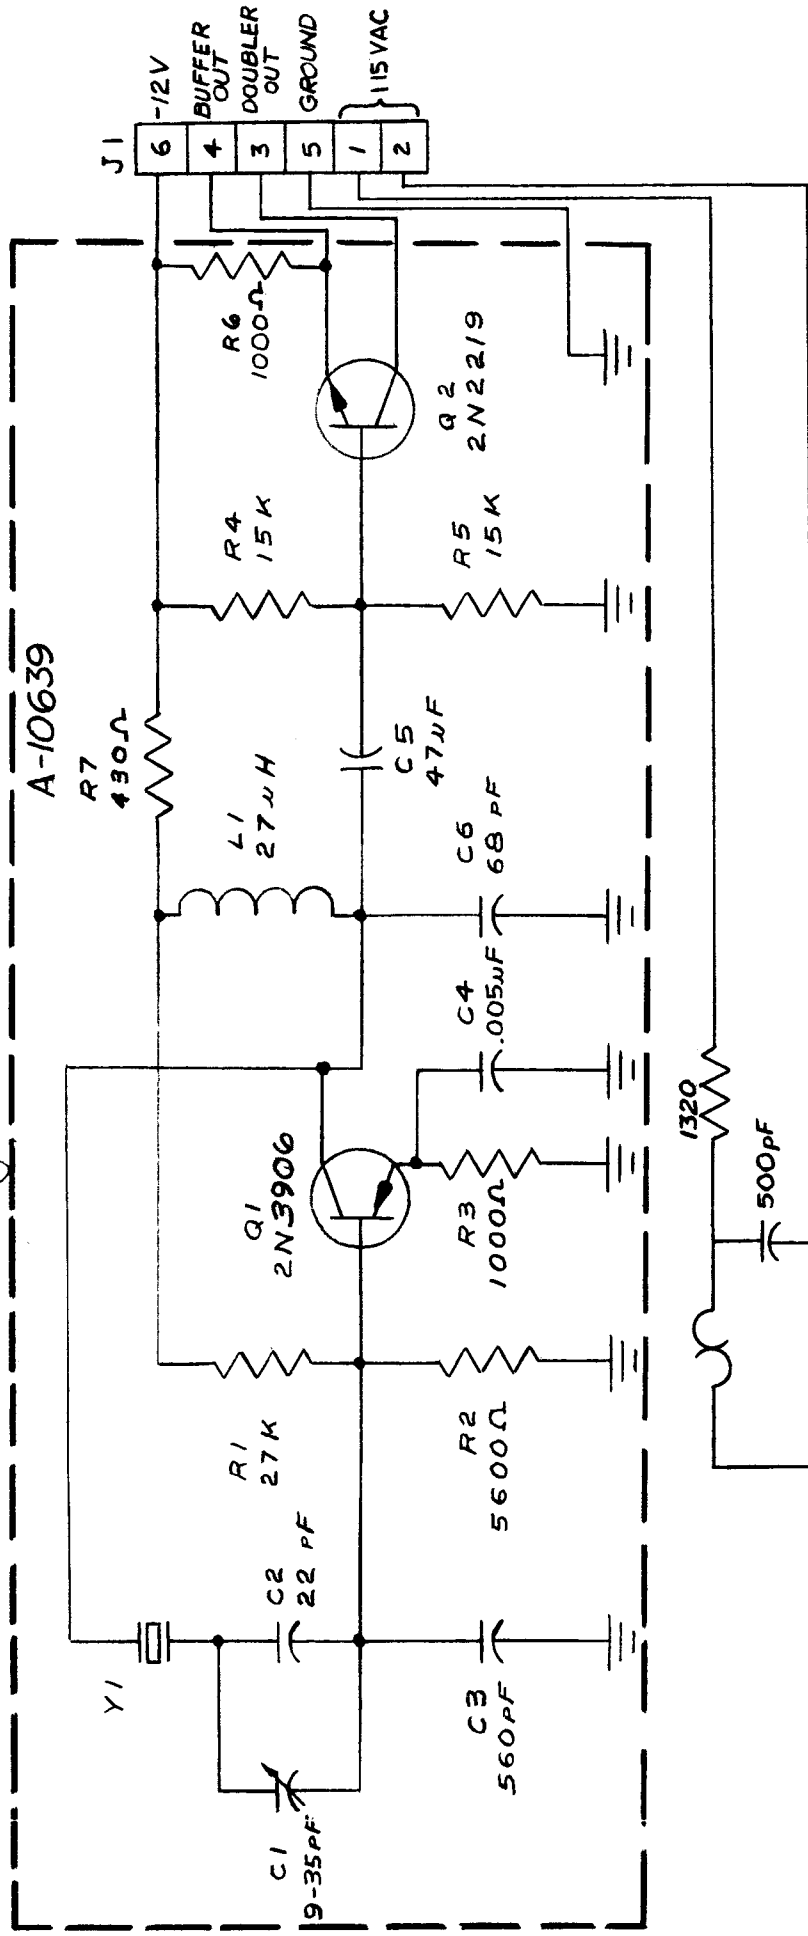 A-10639
J1
6
-12V
4
BUFFER
OUT
3
DOUBLER
OUT
5
GROUND
1
2
115VAC
Y1
C1
9-35PF
C2
22 PF
C3
560PF
R1
27K
R2
5600Ω
Q1
2N3906
R3
1000Ω
C4
.005µF
L1
27µH
C6
68 PF
R7
430Ω
C5
47µF
R4
15K
R5
15K
R6
1000Ω
Q2
2N2219
1320
500pF